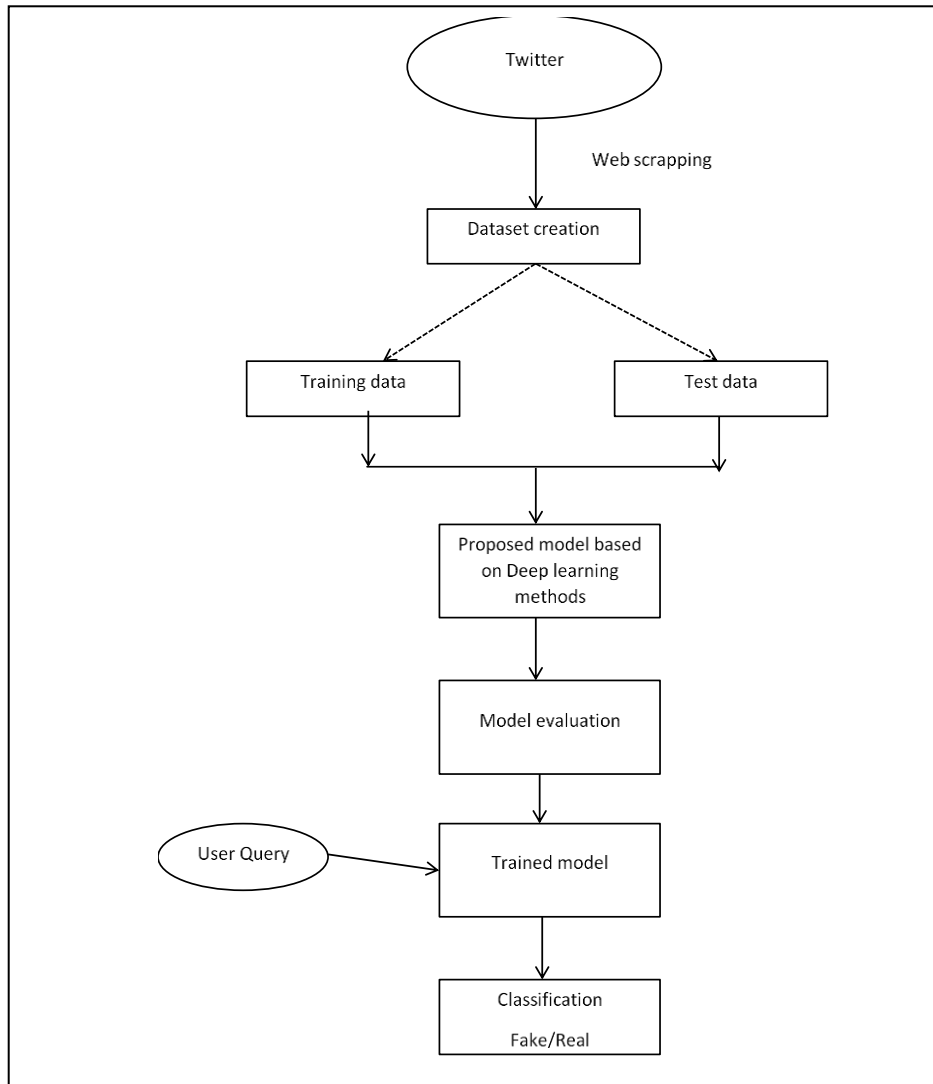 Twitter
Web scrapping
Dataset creation
Training data
Test data
Proposed model based
on Deep learning
methods
Model evaluation
User Query
Trained model
Classification
Fake/Real